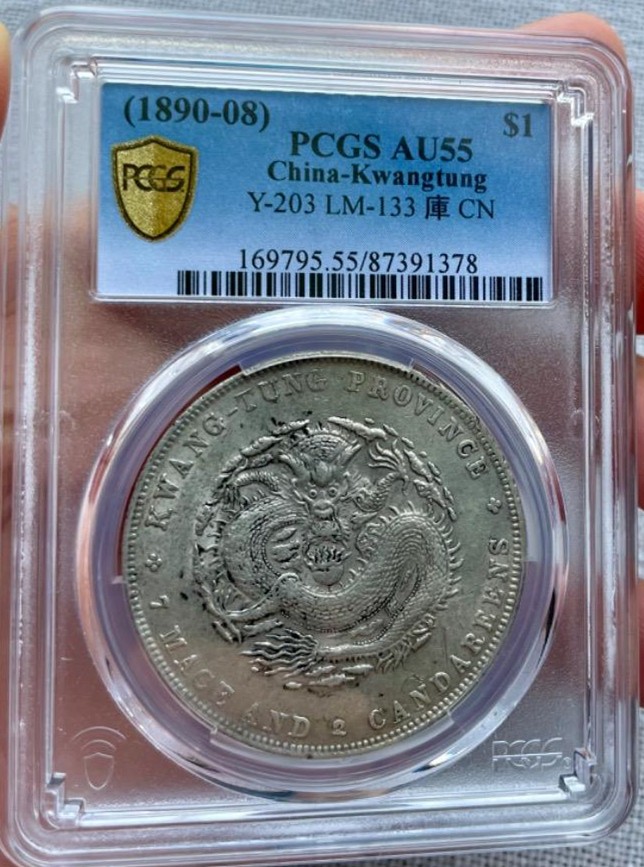 (1890-08)
$1
PCGS AU55
PCGS
China-Kwangtung
Y-203 LM-133 庫 CN
169795.55/87391378
KWANG-TUNG PROVINCE
7 MACE AND 2 CANDAREENS
PCGS